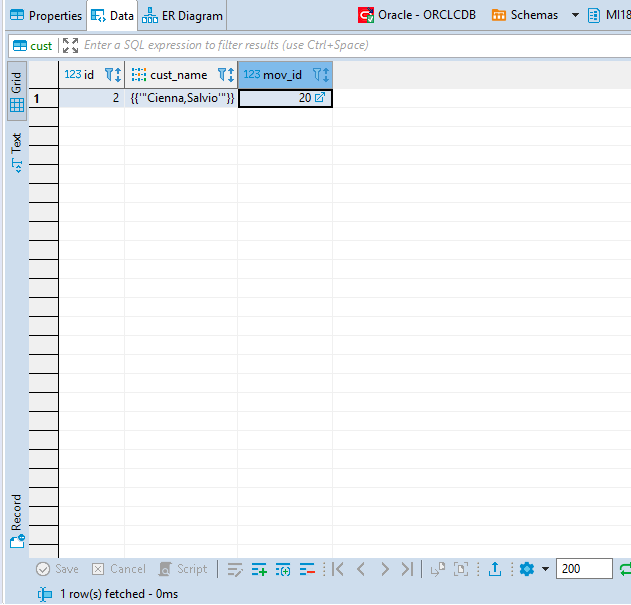 Properties Data ER Diagram Oracle - ORCLCDB Schemas MI18
cust Enter a SQL expression to filter results (use Ctrl+Space)
Grid
123 id cust_name 123 mov_id
1 2 {{'"Cienna,Salvio'"}} 20
Text
Record
Save Cancel Script 200
1 row(s) fetched - 0ms